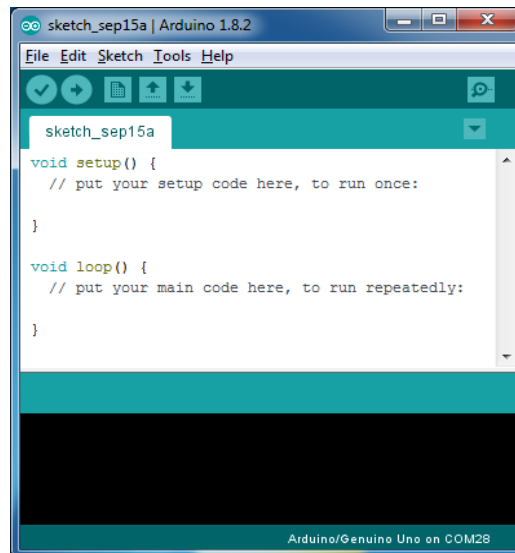 sketch_sep15a | Arduino 1.8.2
File Edit Sketch Tools Help
sketch_sep15a
void setup() {
  // put your setup code here, to run once:
}
void loop() {
  // put your main code here, to run repeatedly:
}
Arduino/Genuino Uno on COM28